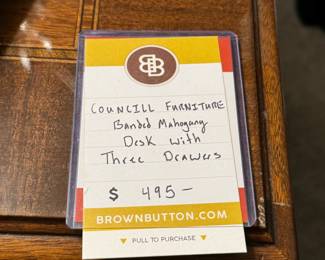 BB
COUNCILL FURNITURE
Banded Mahogany
Desk with
Three Drawers
$ 495-
BROWNBUTTON.COM
▼ PULL TO PURCHASE ▼